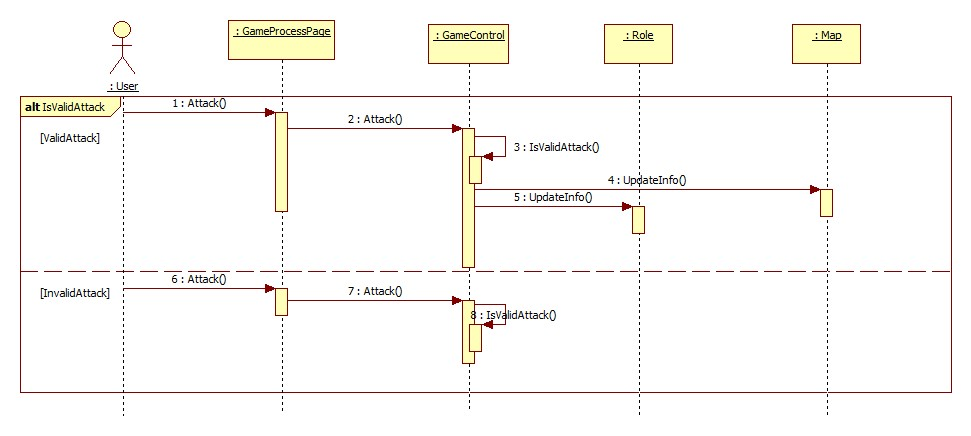 : GameProcessPage
: GameControl
: Role
: Map
: User
alt IsValidAttack
1 : Attack()
2 : Attack()
[ValidAttack]
3 : IsValidAttack()
4 : UpdateInfo()
5 : UpdateInfo()
6 : Attack()
[InvalidAttack]
7 : Attack()
8 : IsValidAttack()